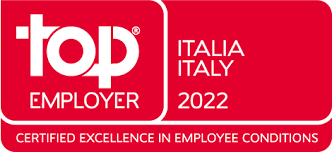 top®
EMPLOYER
ITALIA
ITALY
2022
CERTIFIED EXCELLENCE IN EMPLOYEE CONDITIONS